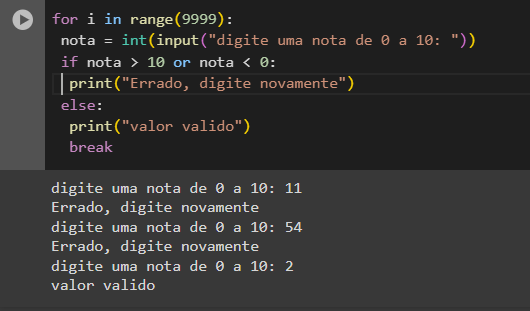 for i in range(9999):
 nota = int(input("digite uma nota de 0 a 10: "))
 if nota > 10 or nota < 0:
  print("Errado, digite novamente")
 else:
  print("valor valido")
  break
digite uma nota de 0 a 10: 11
Errado, digite novamente
digite uma nota de 0 a 10: 54
Errado, digite novamente
digite uma nota de 0 a 10: 2
valor valido